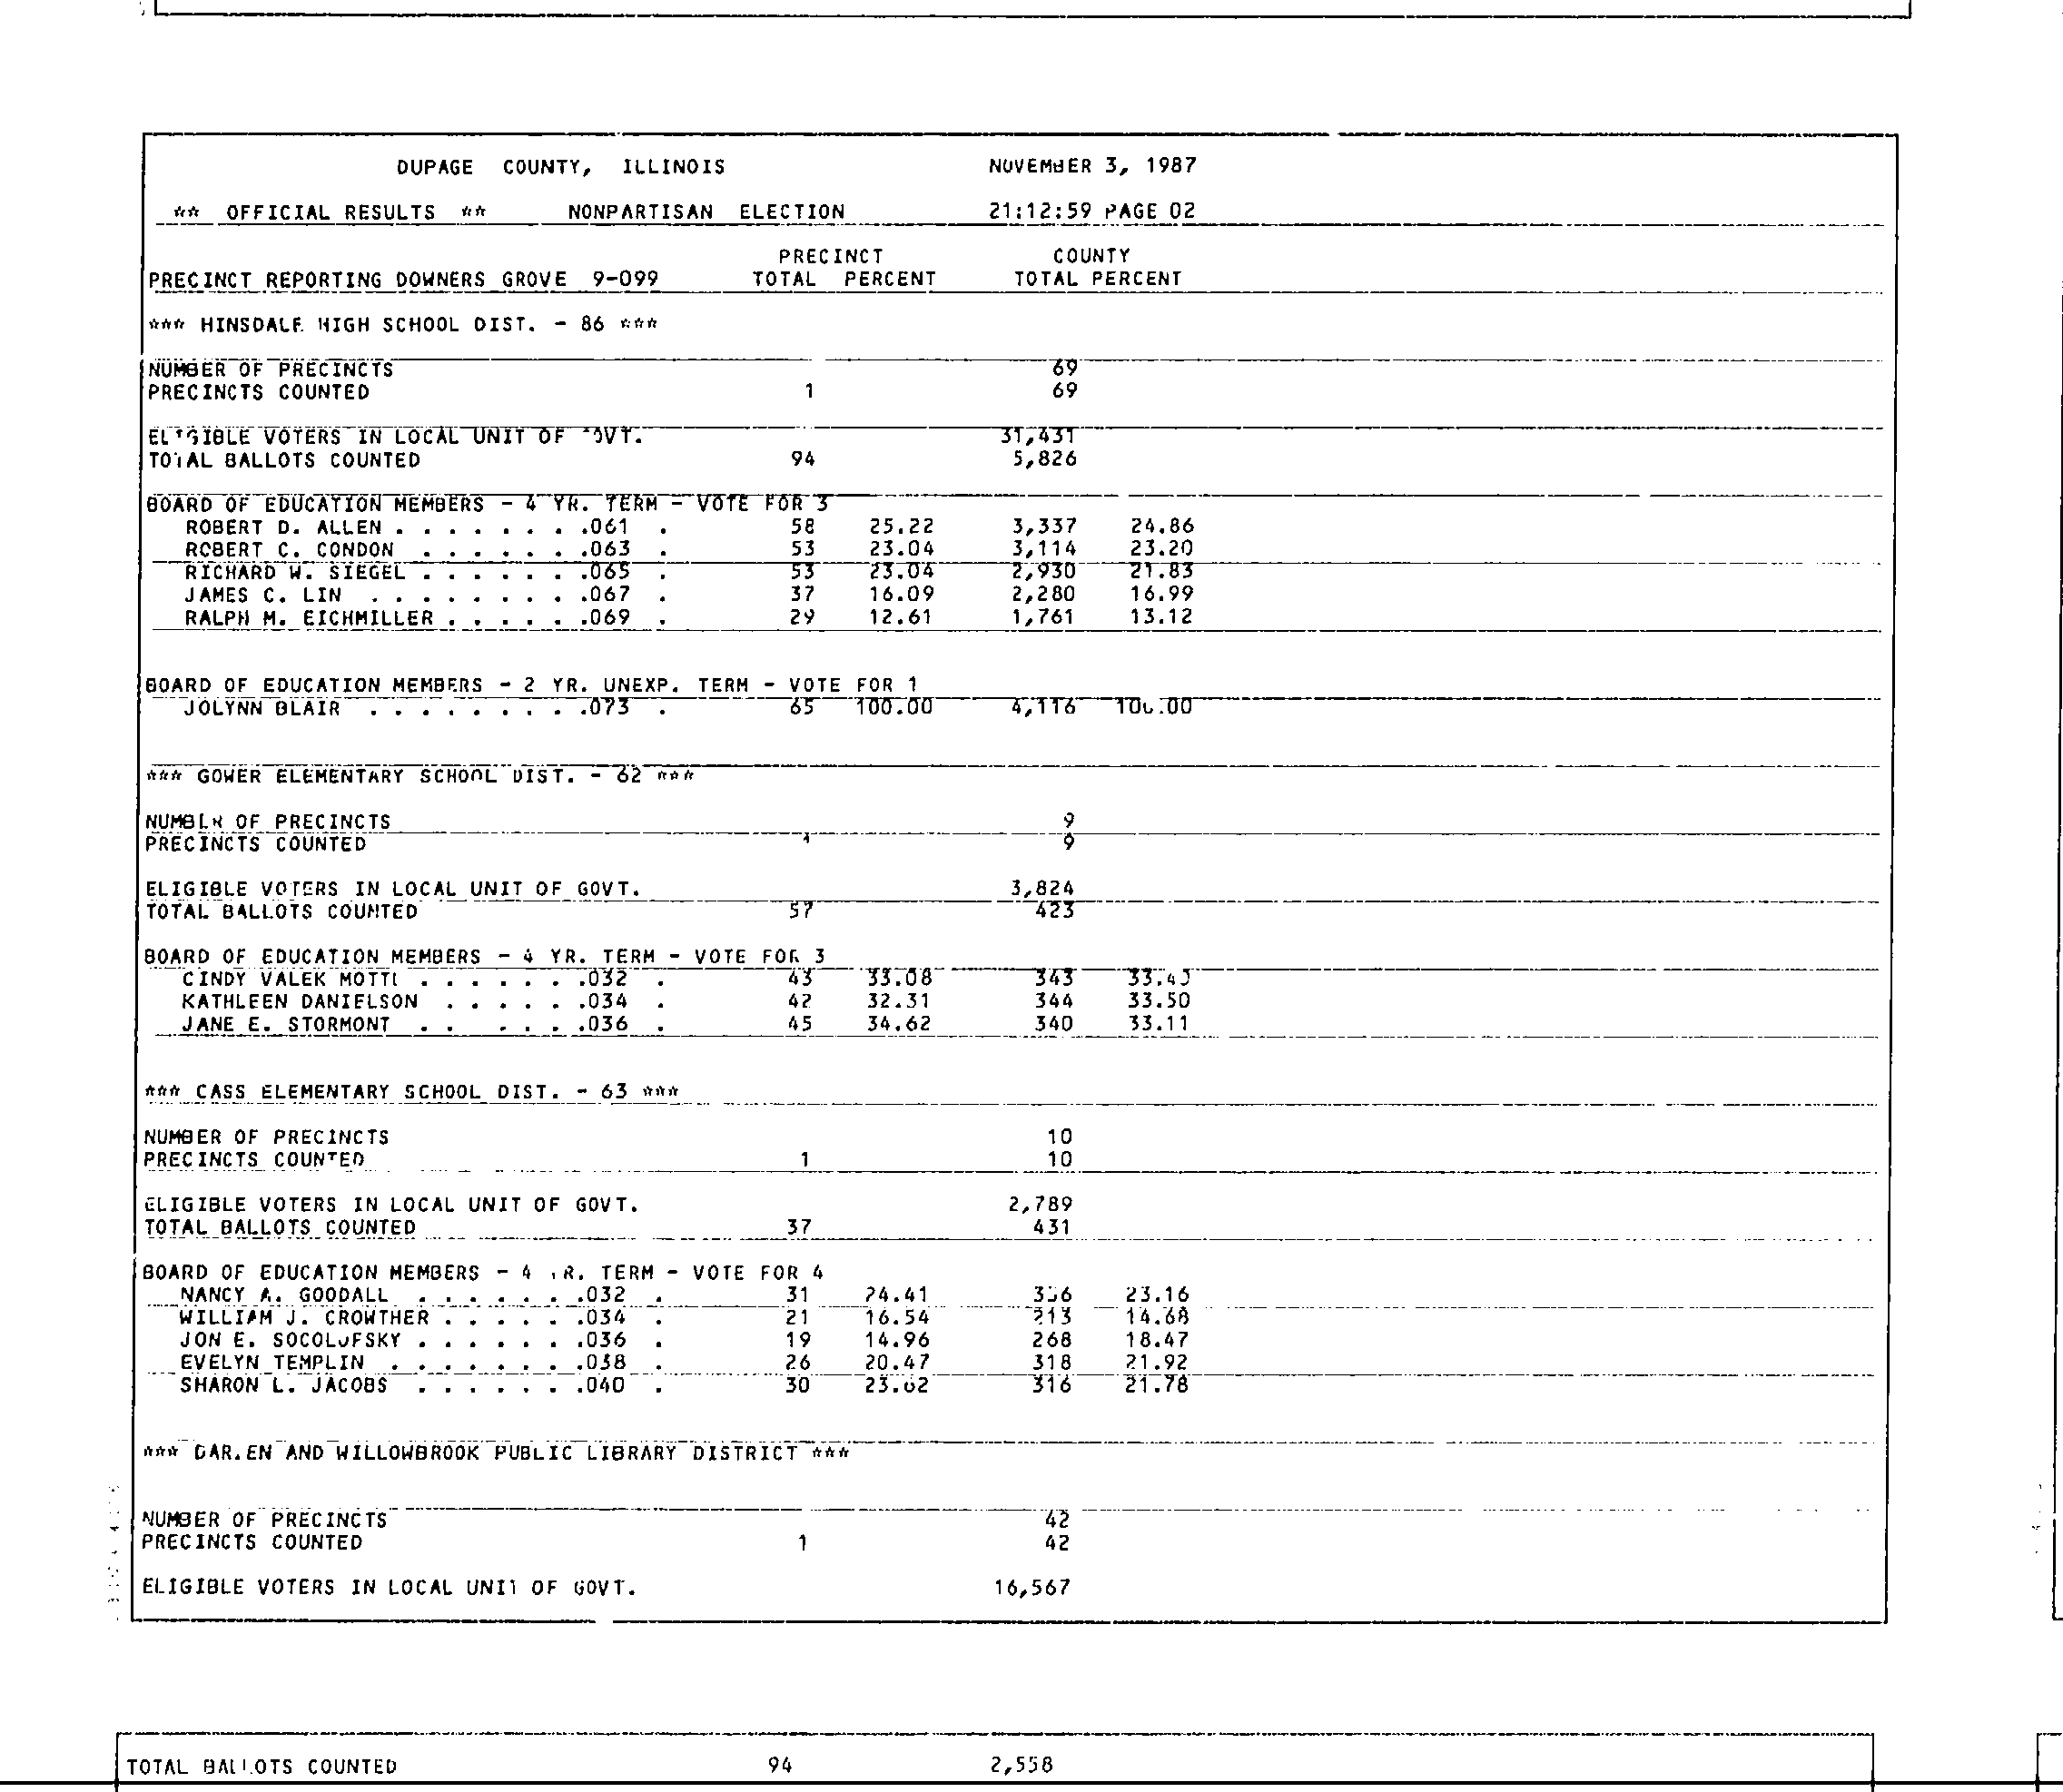 DUPAGE COUNTY, ILLINOIS NOVEMBER 3, 1987
** OFFICIAL RESULTS ** NONPARTISAN ELECTION 21:12:59 PAGE 02
PRECINCT COUNTY
PRECINCT REPORTING DOWNERS GROVE 9-099 TOTAL PERCENT TOTAL PERCENT
*** HINSDALE HIGH SCHOOL DIST. - 86 ***
NUMBER OF PRECINCTS 69
PRECINCTS COUNTED 1 69
ELIGIBLE VOTERS IN LOCAL UNIT OF GOVT. 31,431
TOTAL BALLOTS COUNTED 94 5,826
BOARD OF EDUCATION MEMBERS - 4 YR. TERM - VOTE FOR 3
ROBERT D. ALLEN . . . . . . . .061 . 58 25.22 3,337 24.86
ROBERT C. CONDON . . . . . . .063 . 53 23.04 3,114 23.20
RICHARD W. SIEGEL . . . . . . .065 . 53 23.04 2,930 21.83
JAMES C. LIN . . . . . . . . .067 . 37 16.09 2,280 16.99
RALPH M. EICHMILLER . . . . . .069 . 29 12.61 1,761 13.12
BOARD OF EDUCATION MEMBERS - 2 YR. UNEXP. TERM - VOTE FOR 1
JOLYNN BLAIR . . . . . . . . .073 . 65 100.00 4,116 100.00
*** GOWER ELEMENTARY SCHOOL DIST. - 62 ***
NUMBER OF PRECINCTS 9
PRECINCTS COUNTED 1 9
ELIGIBLE VOTERS IN LOCAL UNIT OF GOVT. 3,824
TOTAL BALLOTS COUNTED 57 423
BOARD OF EDUCATION MEMBERS - 4 YR. TERM - VOTE FOR 3
CINDY VALEK MOTTL . . . . . . .032 . 43 33.08 343
KATHLEEN DANIELSON . . . . . .034 . 42 32.31 344 33.50
JANE E. STORMONT . . . . . .036 . 45 34.62 340 33.11
*** CASS ELEMENTARY SCHOOL DIST. - 63 ***
NUMBER OF PRECINCTS 10
PRECINCTS COUNTED 1 10
ELIGIBLE VOTERS IN LOCAL UNIT OF GOVT. 2,789
TOTAL BALLOTS COUNTED 37 431
BOARD OF EDUCATION MEMBERS - 4 YR. TERM - VOTE FOR 4
NANCY A. GOODALL . . . . . . .032 . 31 24.41 336 23.16
WILLIAM J. CROWTHER . . . . . .034 . 21 16.54 213 14.68
JON E. SOCOLOFSKY . . . . . . .036 . 19 14.96 268 18.47
EVELYN TEMPLIN . . . . . . . .038 . 26 20.47 318 21.92
SHARON L. JACOBS . . . . . . .040 . 30 23.62 316 21.78
*** DARIEN AND WILLOWBROOK PUBLIC LIBRARY DISTRICT ***
NUMBER OF PRECINCTS 42
PRECINCTS COUNTED 1 42
ELIGIBLE VOTERS IN LOCAL UNIT OF GOVT. 16,567
TOTAL BALLOTS COUNTED 94 2,558